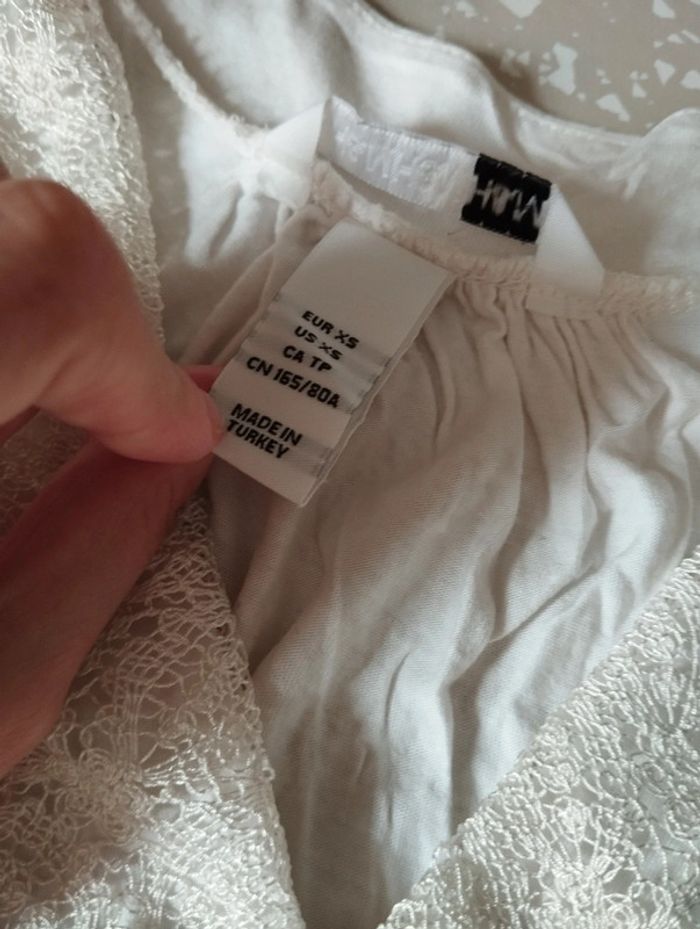 EUR XS
US XS
CA TP
CN 165/80A
MADE IN
TURKEY